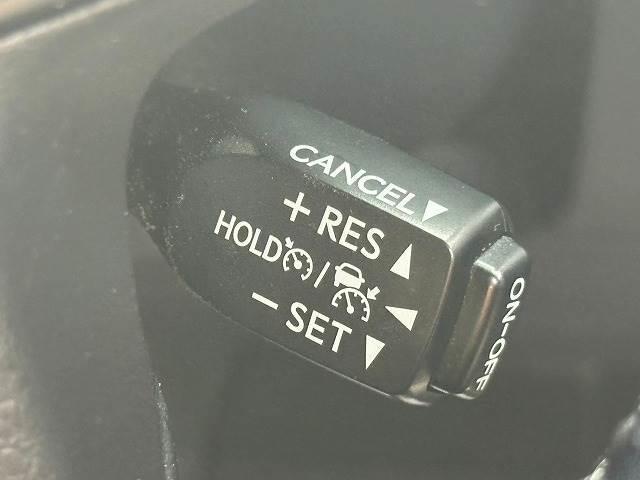 CANCEL▼
+ RES ▲
HOLD / ◀
− SET ▼
ON-OFF